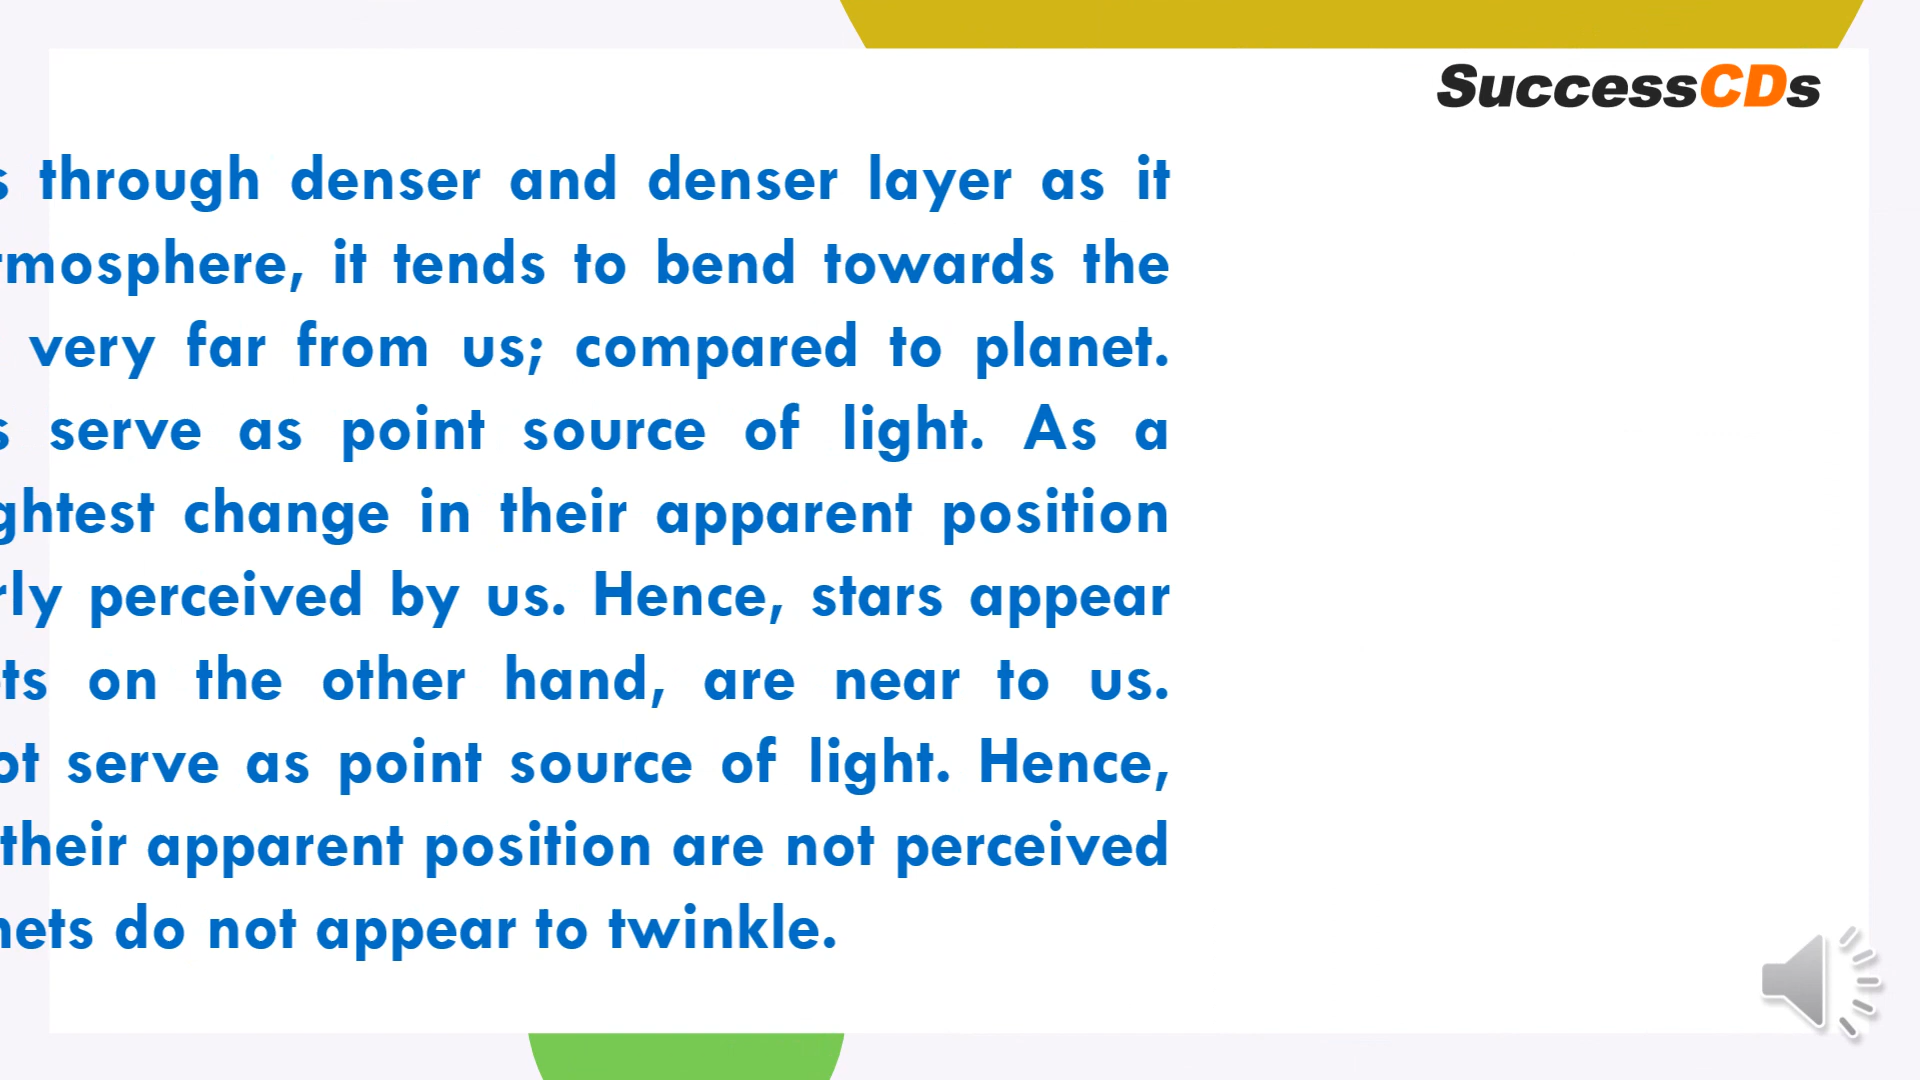 SuccessCDs
through denser and denser layer as it
it tends to bend towards the
very far from us; compared to planet.
serve as point source of light. As a
change in their apparent position
perceived by us. Hence, stars appear
on the other hand, are near to us.
serve as point source of light. Hence,
their apparent position are not perceived
do not appear to twinkle.